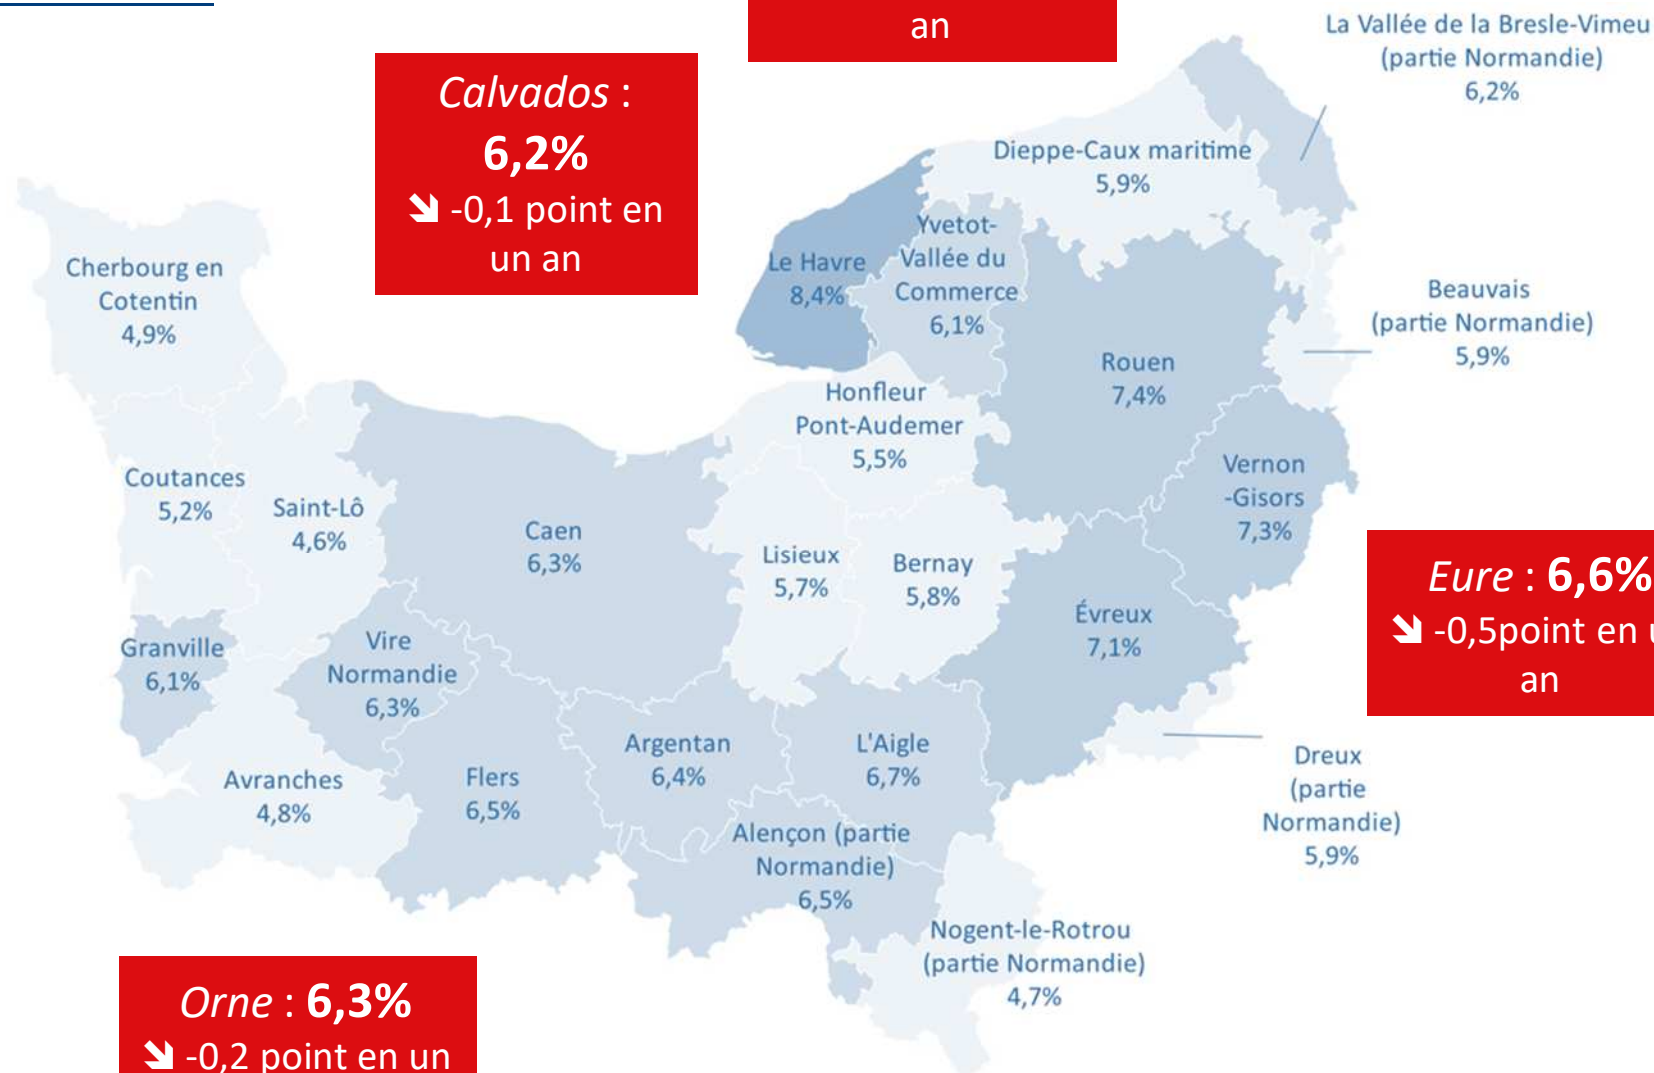 an
La Vallée de la Bresle-Vimeu
(partie Normandie)
6,2%
Calvados :
6,2%
-0,1 point en
un an
Dieppe-Caux maritime
5,9%
Yvetot-
Vallée du
Commerce
6,1%
Le Havre
8,4%
Cherbourg en
Cotentin
4,9%
Beauvais
(partie Normandie)
5,9%
Rouen
7,4%
Honfleur
Pont-Audemer
5,5%
Vernon
-Gisors
7,3%
Coutances
5,2%
Saint-Lô
4,6%
Caen
6,3%
Lisieux
5,7%
Bernay
5,8%
Eure : 6,6%
-0,5point en u
an
Évreux
7,1%
Granville
6,1%
Vire
Normandie
6,3%
Argentan
6,4%
L'Aigle
6,7%
Dreux
(partie
Normandie)
5,9%
Avranches
4,8%
Flers
6,5%
Alençon (partie
Normandie)
6,5%
Nogent-le-Rotrou
(partie Normandie)
4,7%
Orne : 6,3%
-0,2 point en un